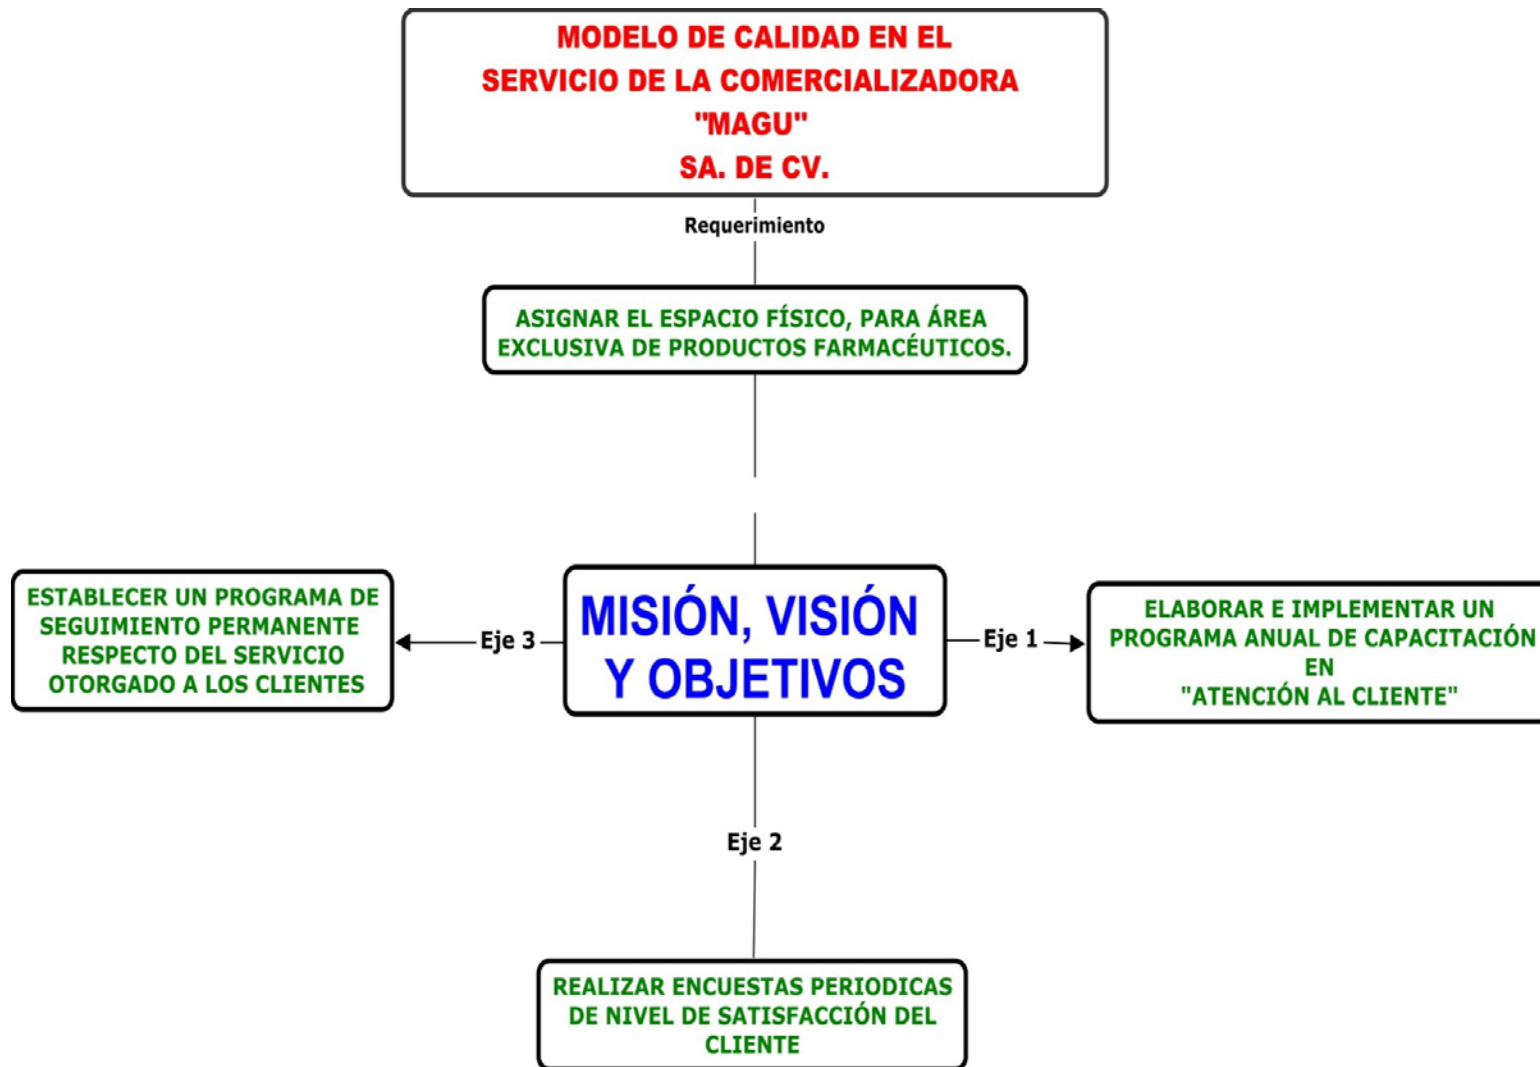 MODELO DE CALIDAD EN EL
SERVICIO DE LA COMERCIALIZADORA
"MAGU"
SA. DE CV.
Requerimiento
ASIGNAR EL ESPACIO FÍSICO, PARA ÁREA
EXCLUSIVA DE PRODUCTOS FARMACÉUTICOS.
ESTABLECER UN PROGRAMA DE
SEGUIMIENTO PERMANENTE
RESPECTO DEL SERVICIO
OTORGADO A LOS CLIENTES
Eje 3
MISIÓN, VISIÓN
Y OBJETIVOS
Eje 1
ELABORAR E IMPLEMENTAR UN
PROGRAMA ANUAL DE CAPACITACIÓN
EN
"ATENCIÓN AL CLIENTE"
Eje 2
REALIZAR ENCUESTAS PERIODICAS
DE NIVEL DE SATISFACCIÓN DEL
CLIENTE